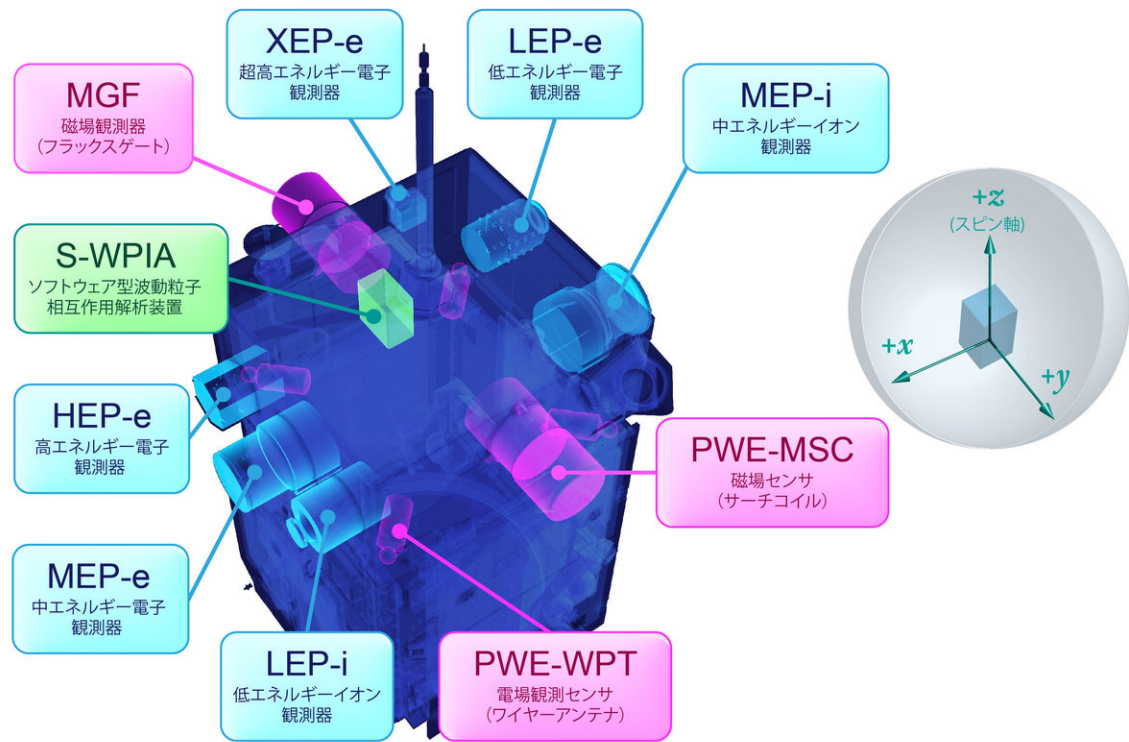 XEP-e
超高エネルギー電子
観測器
LEP-e
低エネルギー電子
観測器
MGF
磁場観測器
(フラックスゲート)
MEP-i
中エネルギーイオン
観測器
S-WPIA
ソフトウェア型波動粒子
相互作用解析装置
+z
(スピン軸)
+x
+y
HEP-e
高エネルギー電子
観測器
PWE-MSC
磁場センサ
(サーチコイル)
MEP-e
中エネルギー電子
観測器
LEP-i
低エネルギーイオン
観測器
PWE-WPT
電場観測センサ
(ワイヤーアンテナ)